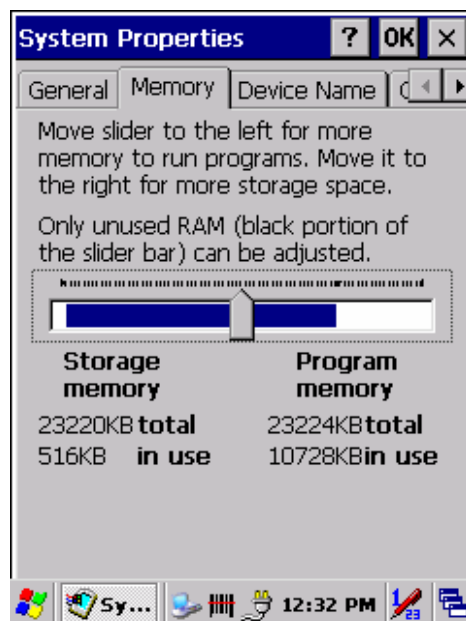 System Properties ? OK ×
General Memory Device Name
Move slider to the left for more
memory to run programs. Move it to
the right for more storage space.
Only unused RAM (black portion of
the slider bar) can be adjusted.
Storage memory
Program memory
23220KB total
516KB in use
23224KB total
10728KB in use
Sy... 12:32 PM